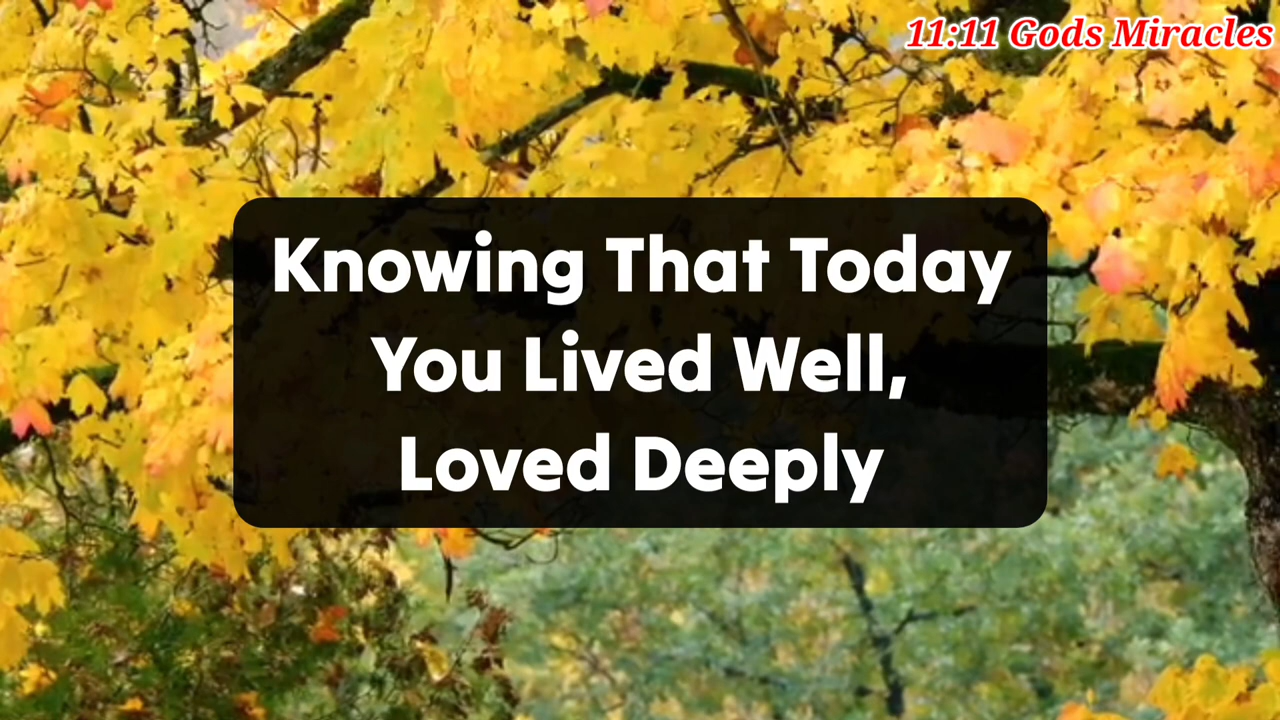 11:11 Gods Miracles
Knowing That Today
You Lived Well,
Loved Deeply